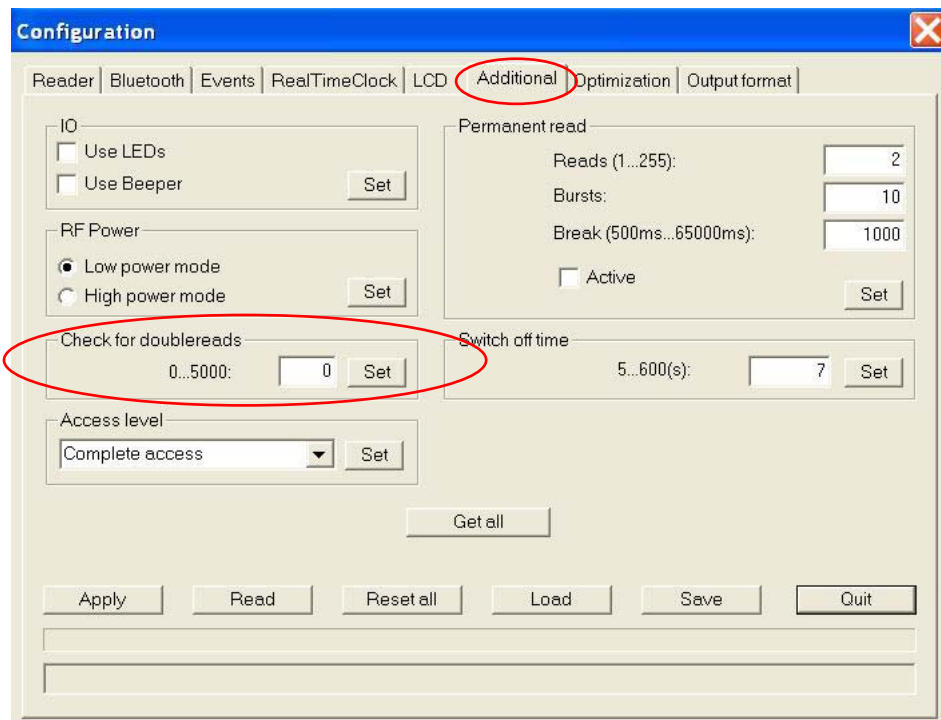 Configuration
Reader Bluetooth Events RealTimeClock LCD Additional Optimization Output format
IO
Use LEDs
Use Beeper
Set
RF Power
Low power mode
High power mode
Set
Check for doublereads
0...5000: 0 Set
Access level
Complete access Set
Permanent read
Reads (1...255): 2
Bursts: 10
Break (500ms...65000ms): 1000
Active
Set
Switch off time
5...600(s): 7 Set
Get all
Apply Read Reset all Load Save Quit